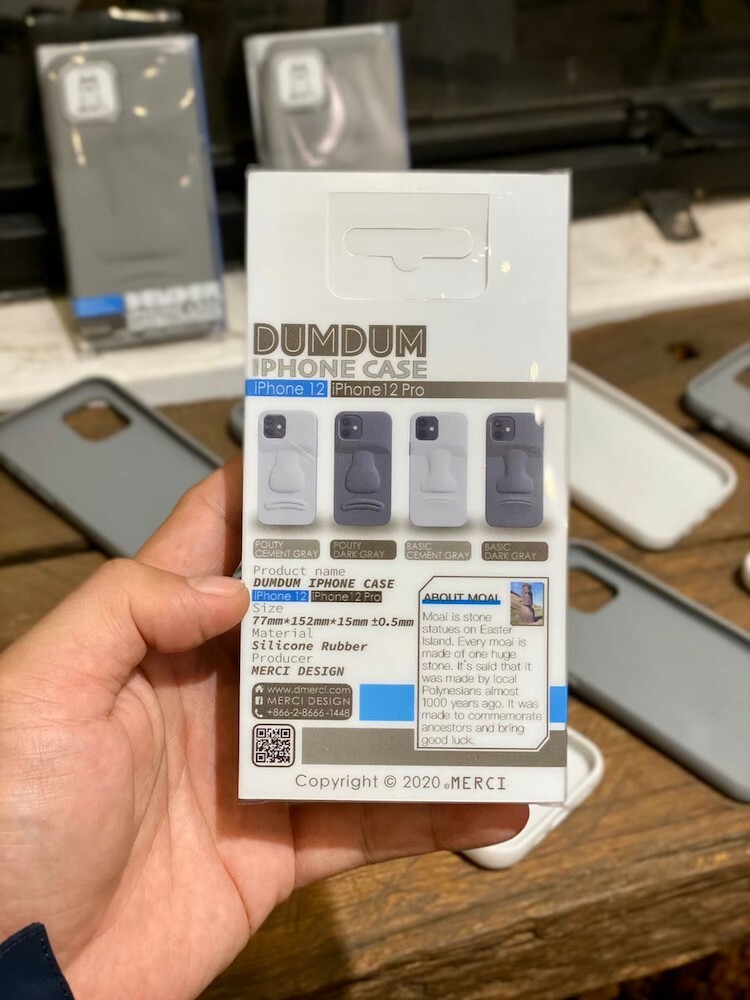 DUMDUM
IPHONE CASE
iPhone 12 iPhone12 Pro
POUTY
CEMENT GRAY
POUTY
DARK GRAY
BASIC
CEMENT GRAY
BASIC
DARK GRAY
Product name
DUMDUM IPHONE CASE
iPhone 12 iPhone12 Pro
Size
77mm*152mm*15mm ±0.5mm
Material
Silicone Rubber
Producer
MERCI DESIGN
www.dmerci.com
MERCI DESIGN
+866-2-8666-1448
ABOUT MOAI
Moai is stone
statues on Easter
Island. Every moai is
made of one huge
stone. It's said that it
was made by local
Polynesians almost
1000 years ago. It was
made to commemorate
ancestors and bring
good luck.
Copyright © 2020 MERCI